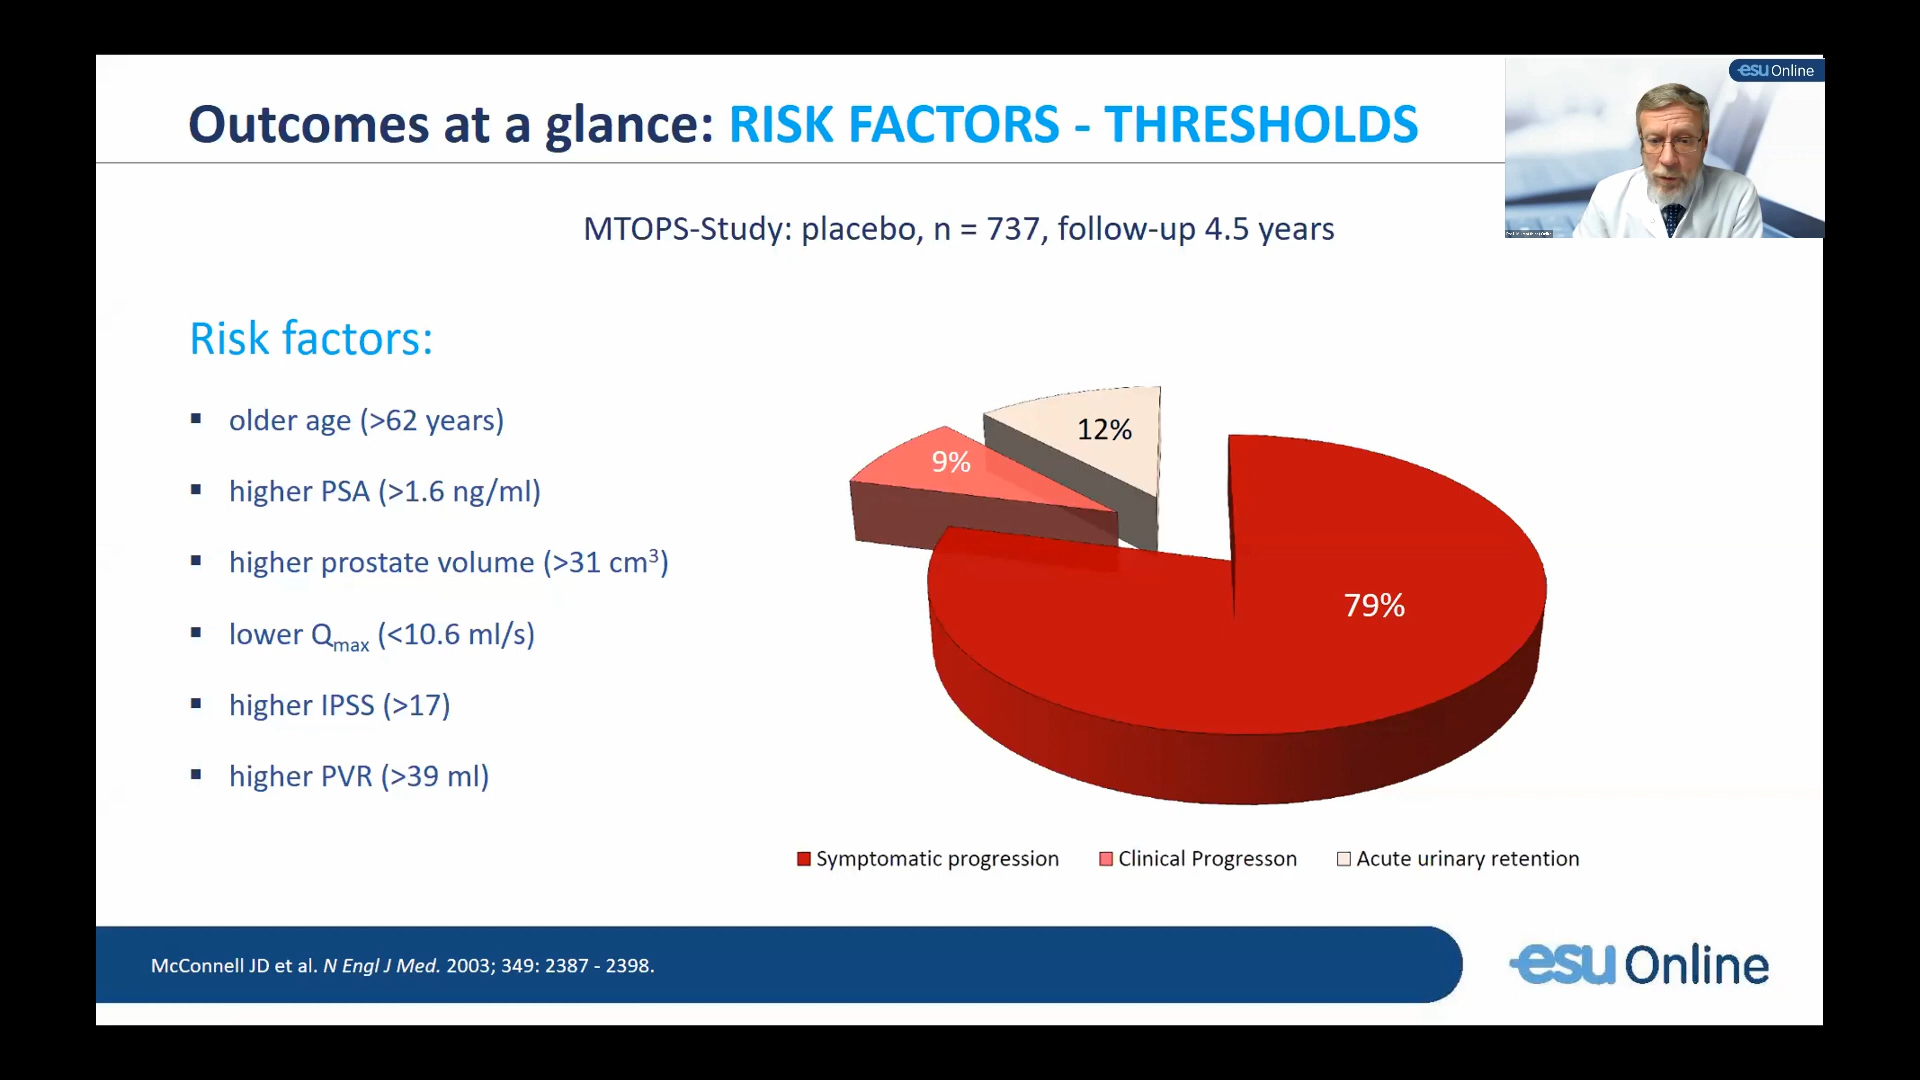 esu Online
Outcomes at a glance: RISK FACTORS - THRESHOLDS
MTOPS-Study: placebo, n = 737, follow-up 4.5 years
Risk factors:
▪ older age (>62 years)
▪ higher PSA (>1.6 ng/ml)
▪ higher prostate volume (>31 cm³)
▪ lower Qmax (<10.6 ml/s)
▪ higher IPSS (>17)
▪ higher PVR (>39 ml)
12%
9%
79%
Symptomatic progression
Clinical Progresson
Acute urinary retention
McConnell JD et al. N Engl J Med. 2003; 349: 2387 - 2398.
esu Online